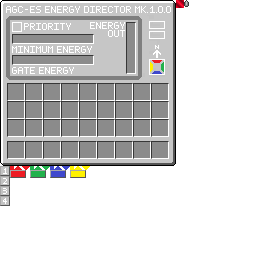 AGC-ES ENERGY DIRECTOR MK.1.0.0
PRIORITY
ENERGY
OUT
MINIMUM ENERGY
N
GATE ENERGY
1
2
3
4